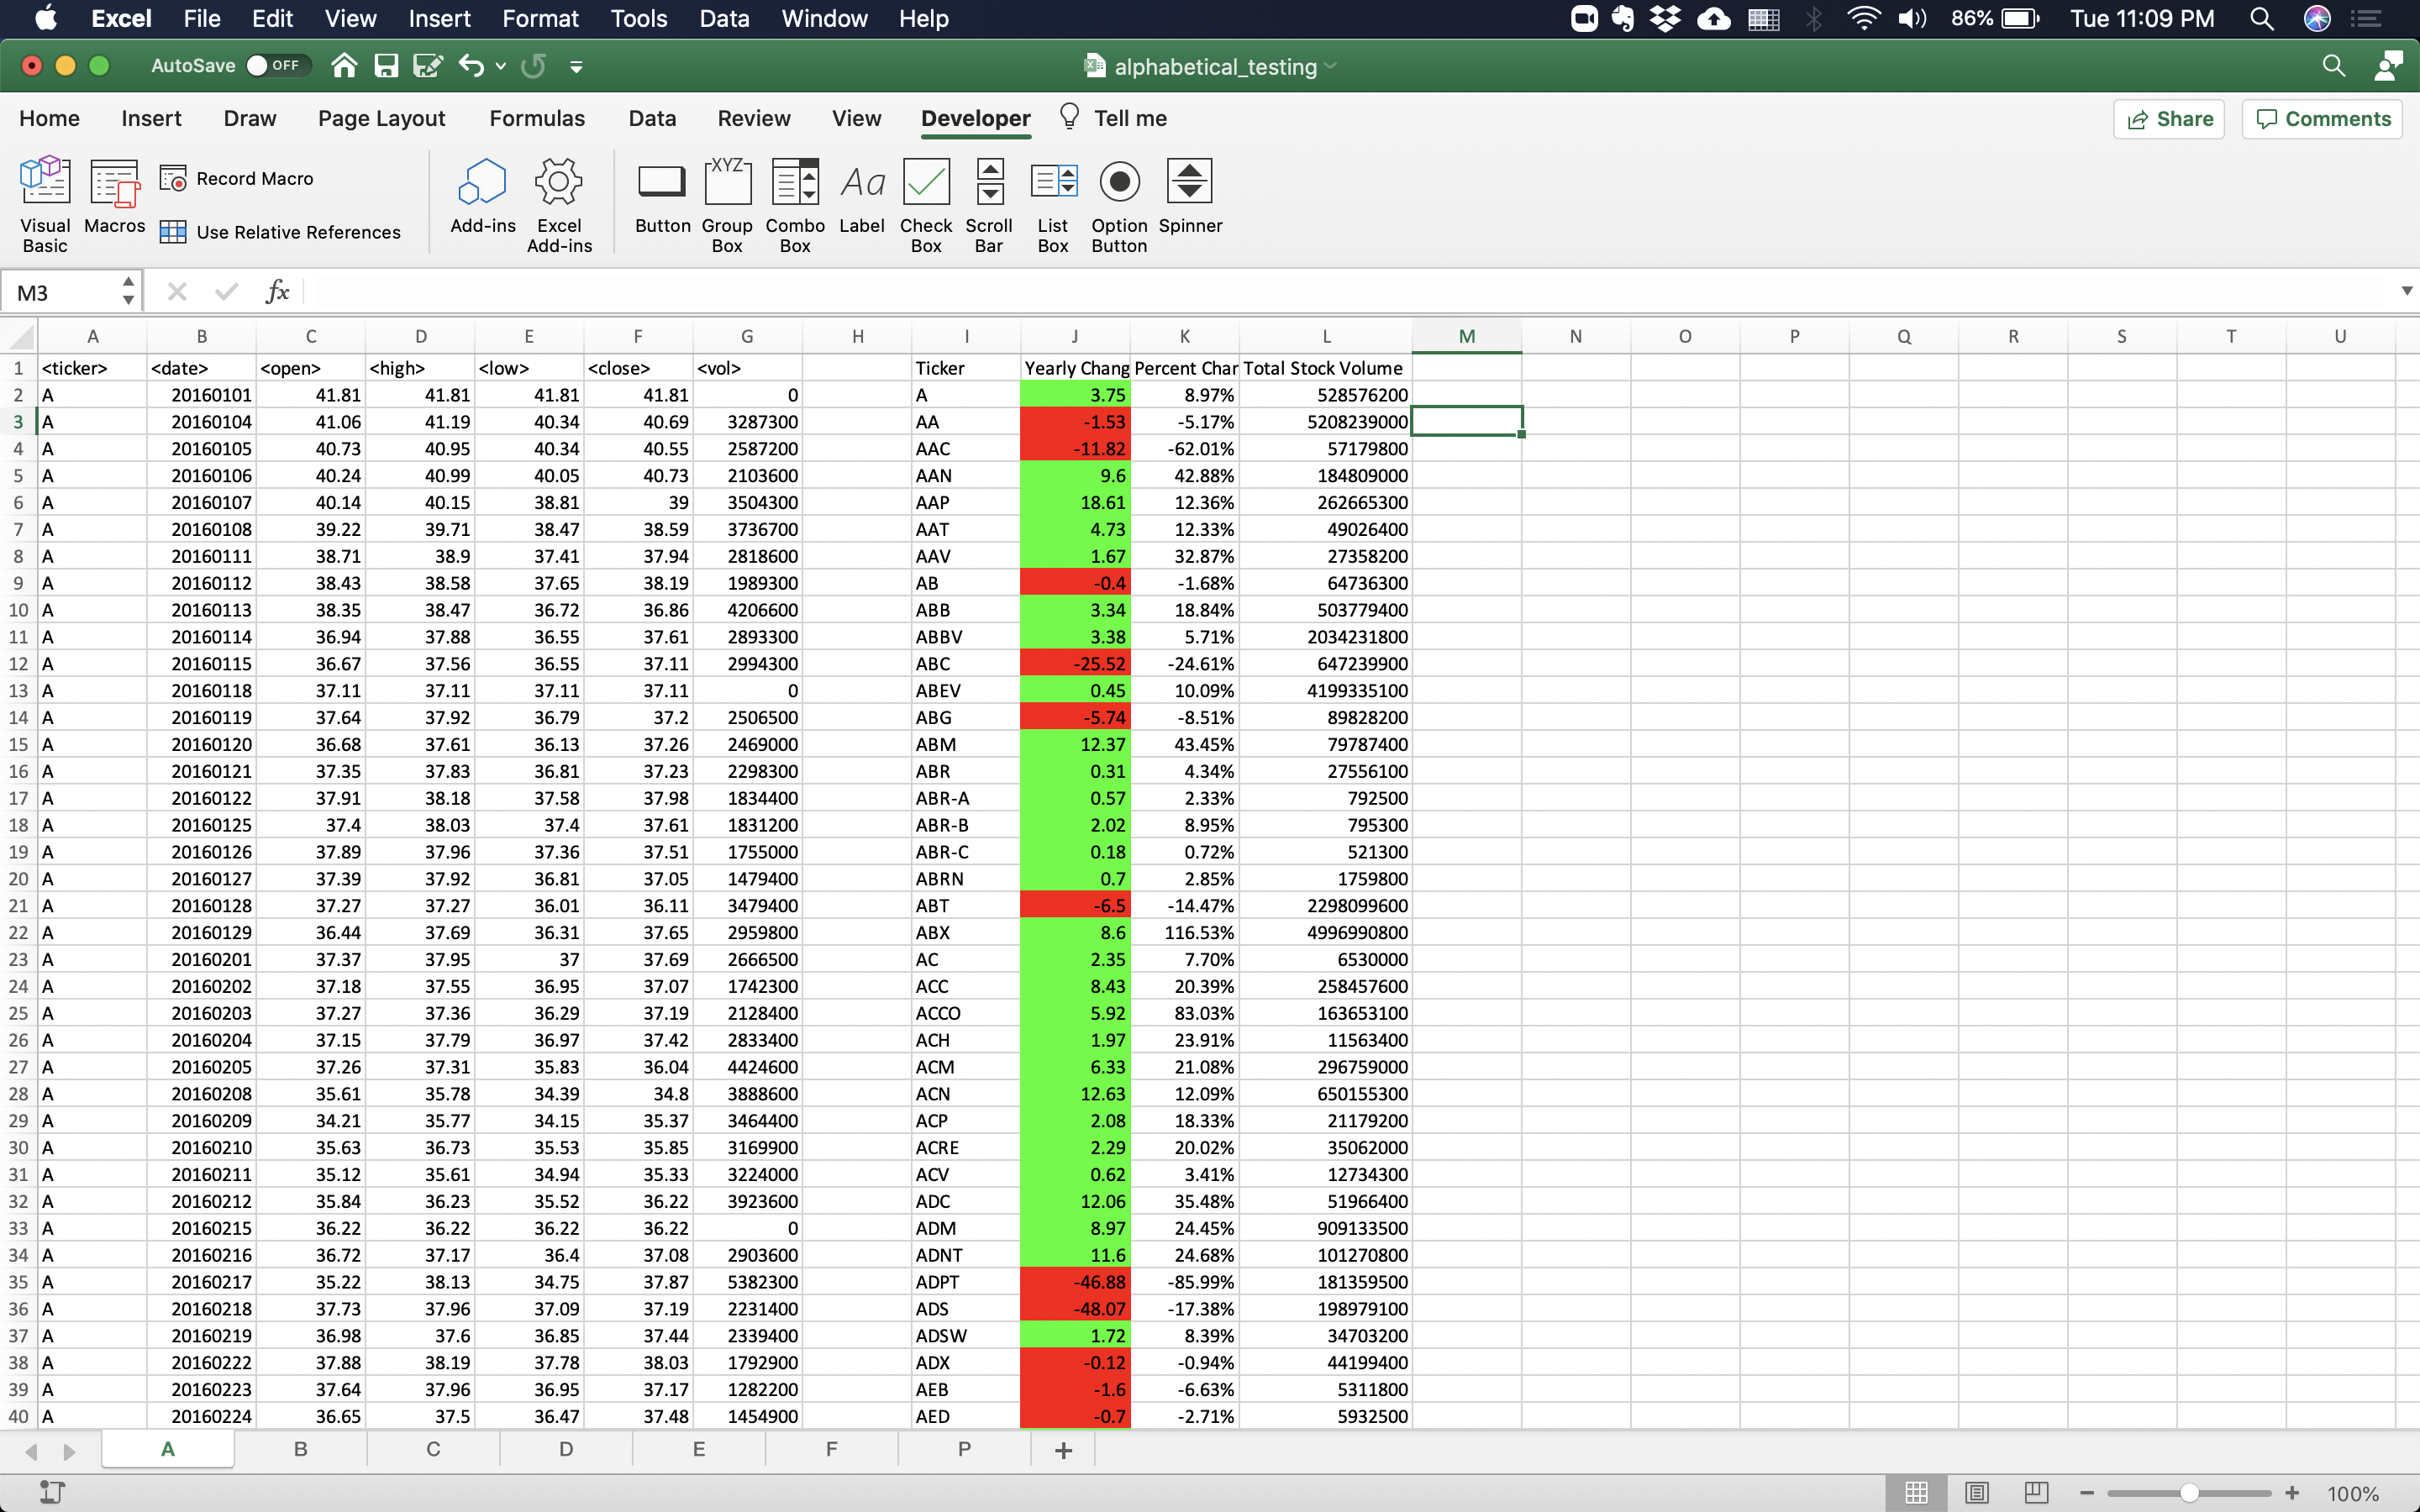 Excel File Edit View Insert Format Tools Data Window Help 86% Tue 11:09 PM
AutoSave OFF alphabetical_testing
Home Insert Draw Page Layout Formulas Data Review View Developer Tell me Share Comments
Visual Basic Macros Record Macro Use Relative References Add-ins Excel Add-ins Button Group Box Combo Box Label Check Box Scroll Bar List Box Option Button Spinner
XYZ Aa
M3 fx
A B C D E F G H I J K L M N O P Q R S T U
1 <ticker> <date> <open> <high> <low> <close> <vol> Ticker Yearly Chang Percent Char Total Stock Volume
2 A 20160101 41.81 41.81 41.81 41.81 0 A 3.75 8.97% 528576200
3 A 20160104 41.06 41.19 40.34 40.69 3287300 AA -1.53 -5.17% 5208239000
4 A 20160105 40.73 40.95 40.34 40.55 2587200 AAC -11.82 -62.01% 57179800
5 A 20160106 40.24 40.99 40.05 40.73 2103600 AAN 9.6 42.88% 184809000
6 A 20160107 40.14 40.15 38.81 39 3504300 AAP 18.61 12.36% 262665300
7 A 20160108 39.22 39.71 38.47 38.59 3736700 AAT 4.73 12.33% 49026400
8 A 20160111 38.71 38.9 37.41 37.94 2818600 AAV 1.67 32.87% 27358200
9 A 20160112 38.43 38.58 37.65 38.19 1989300 AB -0.4 -1.68% 64736300
10 A 20160113 38.35 38.47 36.72 36.86 4206600 ABB 3.34 18.84% 503779400
11 A 20160114 36.94 37.88 36.55 37.61 2893300 ABBV 3.38 5.71% 2034231800
12 A 20160115 36.67 37.56 36.55 37.11 2994300 ABC -25.52 -24.61% 647239900
13 A 20160118 37.11 37.11 37.11 37.11 0 ABEV 0.45 10.09% 4199335100
14 A 20160119 37.64 37.92 36.79 37.2 2506500 ABG -5.74 -8.51% 89828200
15 A 20160120 36.68 37.61 36.13 37.26 2469000 ABM 12.37 43.45% 79787400
16 A 20160121 37.35 37.83 36.81 37.23 2298300 ABR 0.31 4.34% 27556100
17 A 20160122 37.91 38.18 37.58 37.98 1834400 ABR-A 0.57 2.33% 792500
18 A 20160125 37.4 38.03 37.4 37.61 1831200 ABR-B 2.02 8.95% 795300
19 A 20160126 37.89 37.96 37.36 37.51 1755000 ABR-C 0.18 0.72% 521300
20 A 20160127 37.39 37.92 36.81 37.05 1479400 ABRN 0.7 2.85% 1759800
21 A 20160128 37.27 37.27 36.01 36.11 3479400 ABT -6.5 -14.47% 2298099600
22 A 20160129 36.44 37.69 36.31 37.65 2959800 ABX 8.6 116.53% 4996990800
23 A 20160201 37.37 37.95 37 37.69 2666500 AC 2.35 7.70% 6530000
24 A 20160202 37.18 37.55 36.95 37.07 1742300 ACC 8.43 20.39% 258457600
25 A 20160203 37.27 37.36 36.29 37.19 2128400 ACCO 5.92 83.03% 163653100
26 A 20160204 37.15 37.79 36.97 37.42 2833400 ACH 1.97 23.91% 11563400
27 A 20160205 37.26 37.31 35.83 36.04 4424600 ACM 6.33 21.08% 296759000
28 A 20160208 35.61 35.78 34.39 34.8 3888600 ACN 12.63 12.09% 650155300
29 A 20160209 34.21 35.77 34.15 35.37 3464400 ACP 2.08 18.33% 21179200
30 A 20160210 35.63 36.73 35.53 35.85 3169900 ACRE 2.29 20.02% 35062000
31 A 20160211 35.12 35.61 34.94 35.33 3224000 ACV 0.62 3.41% 12734300
32 A 20160212 35.84 36.23 35.52 36.22 3923600 ADC 12.06 35.48% 51966400
33 A 20160215 36.22 36.22 36.22 36.22 0 ADM 8.97 24.45% 909133500
34 A 20160216 36.72 37.17 36.4 37.08 2903600 ADNT 11.6 24.68% 101270800
35 A 20160217 35.22 38.13 34.75 37.87 5382300 ADPT -46.88 -85.99% 181359500
36 A 20160218 37.73 37.96 37.09 37.19 2231400 ADS -48.07 -17.38% 198979100
37 A 20160219 36.98 37.6 36.85 37.44 2339400 ADSW 1.72 8.39% 34703200
38 A 20160222 37.88 38.19 37.78 38.03 1792900 ADX -0.12 -0.94% 44199400
39 A 20160223 37.64 37.96 36.95 37.17 1282200 AEB -1.6 -6.63% 5311800
40 A 20160224 36.65 37.5 36.47 37.48 1454900 AED -0.7 -2.71% 5932500
A B C D E F P +
100%